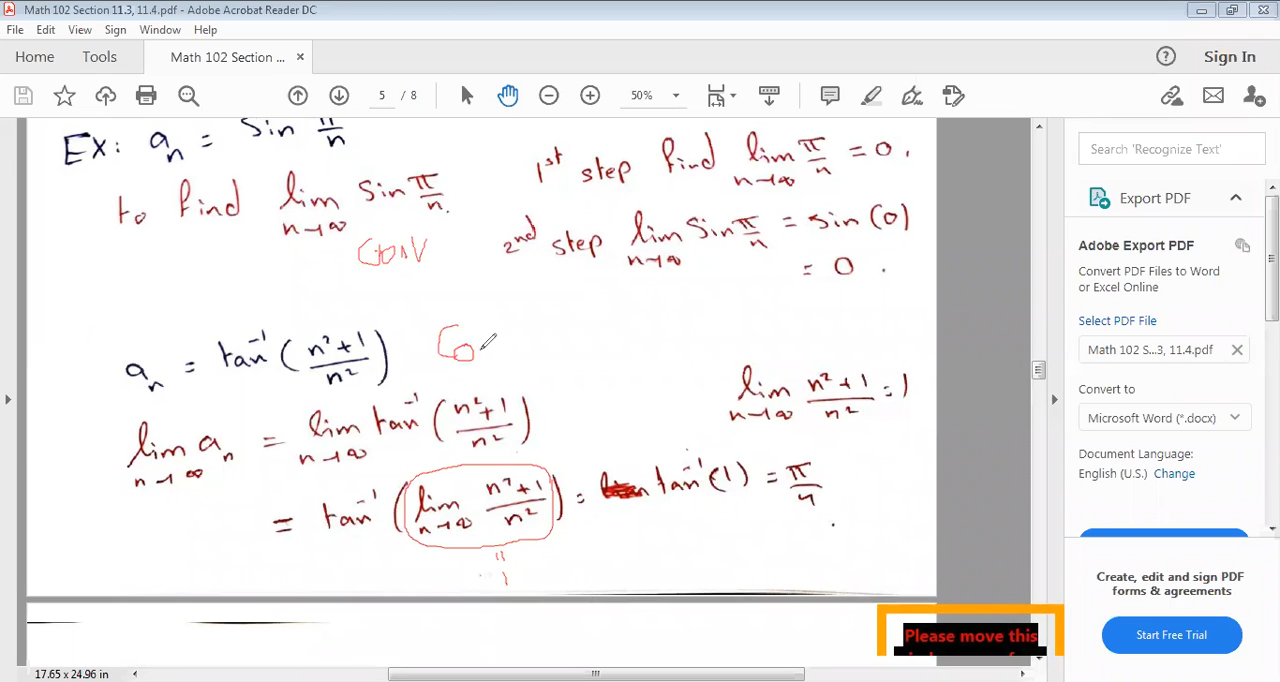 Math 102 Section 11.3, 11.4.pdf - Adobe Acrobat Reader DC
File Edit View Sign Window Help
Home Tools Math 102 Section ... × ? Sign In
5 / 8 50%
Ex: aₙ = sin π/n
to find lim n→∞ sin π/n.
Conv
1st step find lim n→∞ π/n = 0.
2nd step lim n→∞ sin π/n = sin(0)
= 0.
aₙ = tan⁻¹((n²+1)/n²) Co
lim n→∞ aₙ = lim n→∞ tan⁻¹((n²+1)/n²)
lim n→∞ (n²+1)/n² = 1
= tan⁻¹(lim n→∞ (n²+1)/n²) = tan⁻¹(1) = π/4.
"
1
Please move this
17.65 x 24.96 in
Search 'Recognize Text'
Export PDF
Adobe Export PDF
Convert PDF Files to Word
or Excel Online
Select PDF File
Math 102 S...3, 11.4.pdf ×
Convert to
Microsoft Word (*.docx)
Document Language:
English (U.S.) Change
Create, edit and sign PDF
forms & agreements
Start Free Trial